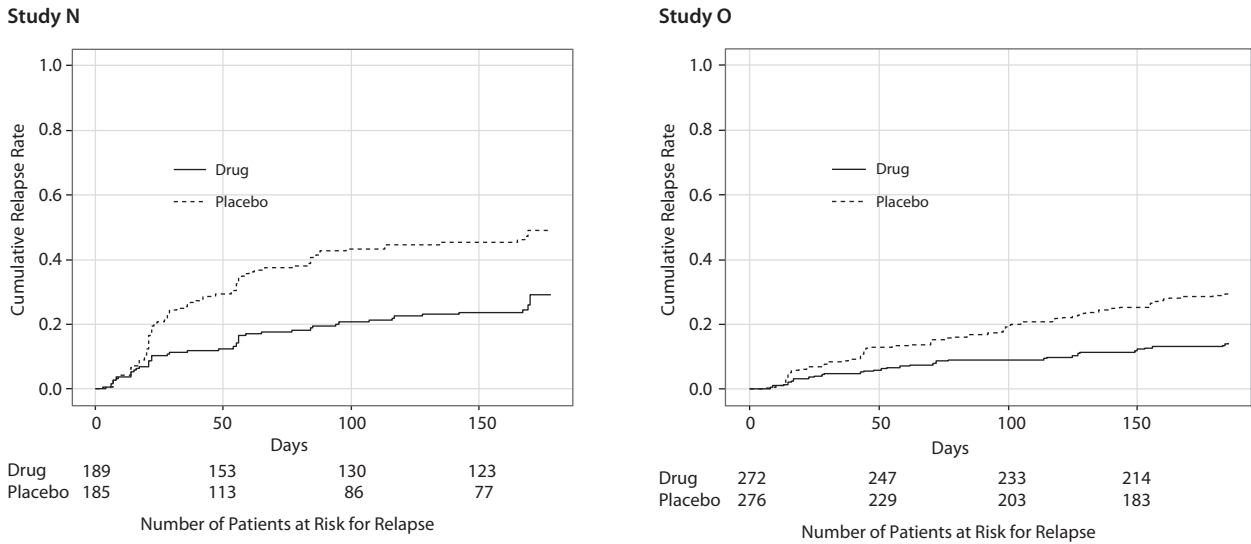 Study N
Cumulative Relapse Rate
1.0
0.8
0.6
0.4
0.2
0.0
Drug
Placebo
0 50 100 150
Days
Drug 189 153 130 123
Placebo 185 113 86 77
Number of Patients at Risk for Relapse
Study O
Cumulative Relapse Rate
1.0
0.8
0.6
0.4
0.2
0.0
Drug
Placebo
0 50 100 150
Days
Drug 272 247 233 214
Placebo 276 229 203 183
Number of Patients at Risk for Relapse